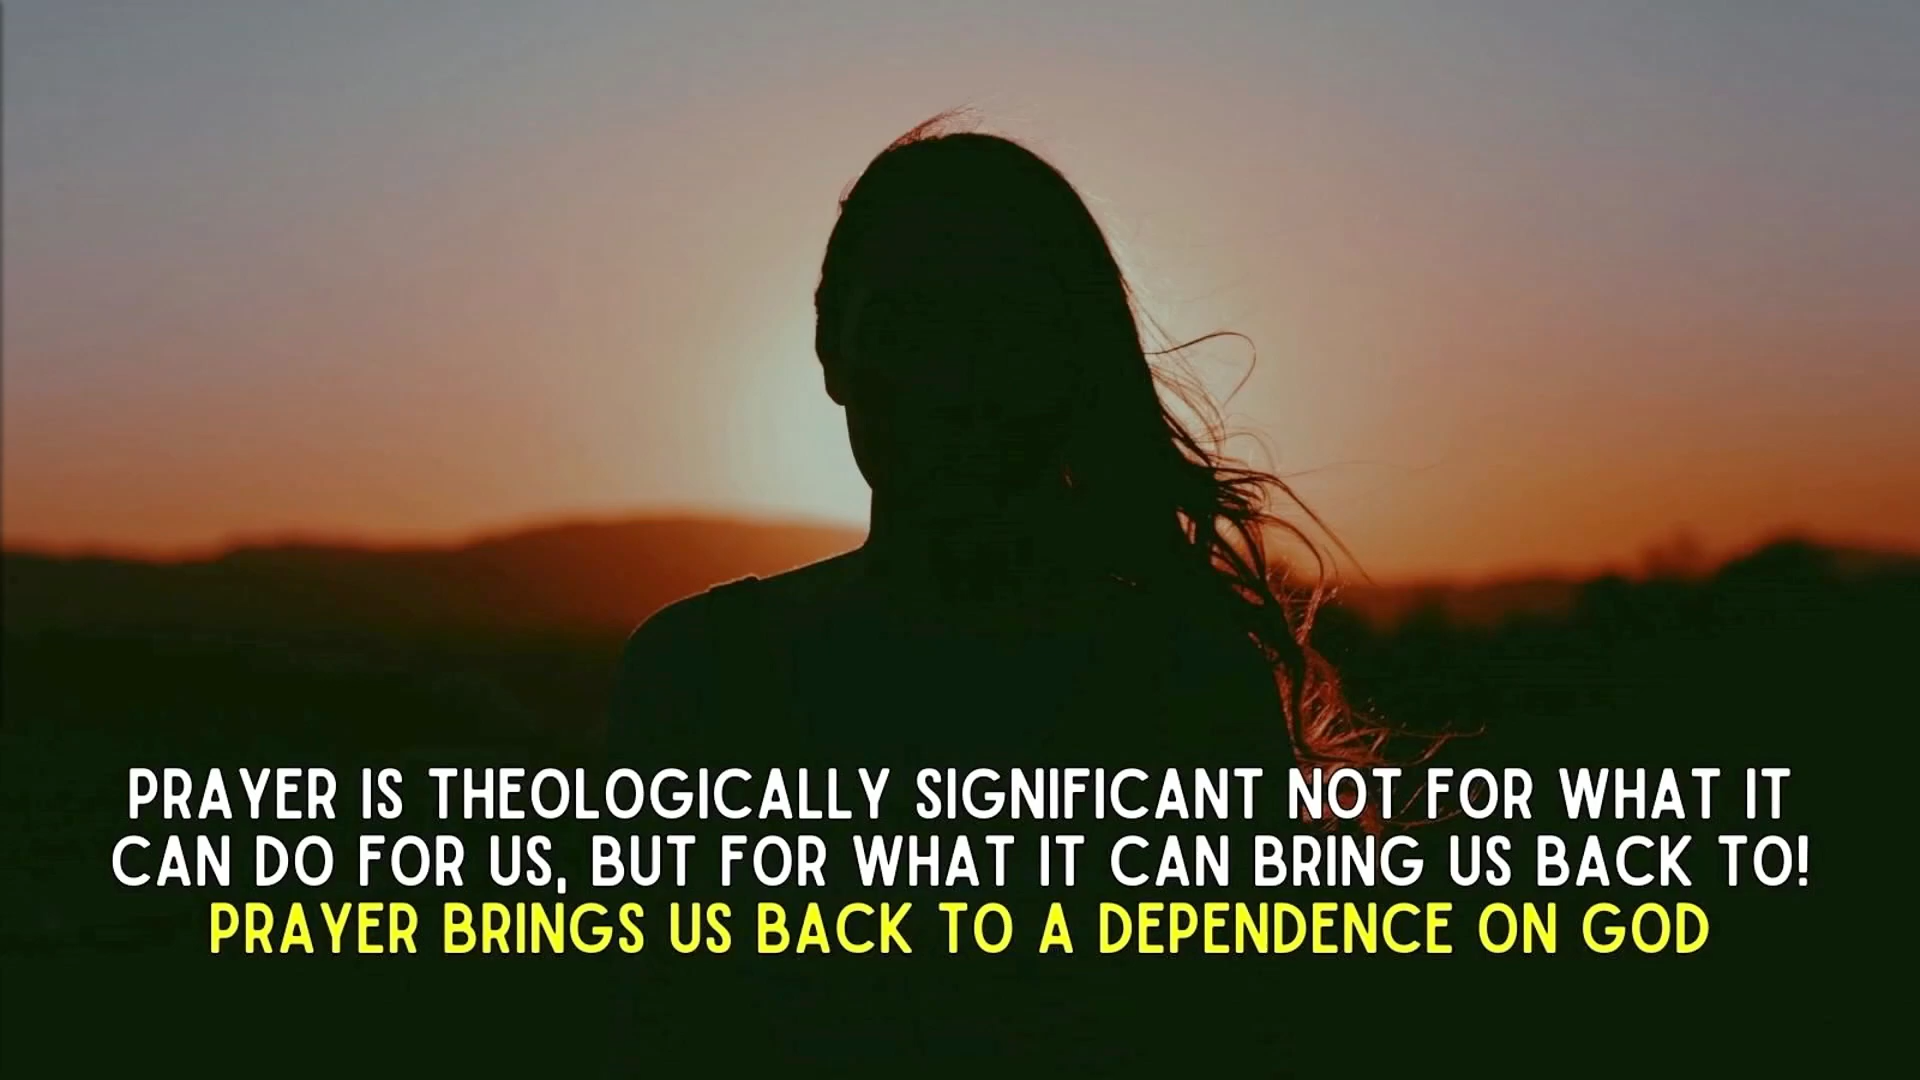 PRAYER IS THEOLOGICALLY SIGNIFICANT NOT FOR WHAT IT
CAN DO FOR US, BUT FOR WHAT IT CAN BRING US BACK TO!
PRAYER BRINGS US BACK TO A DEPENDENCE ON GOD